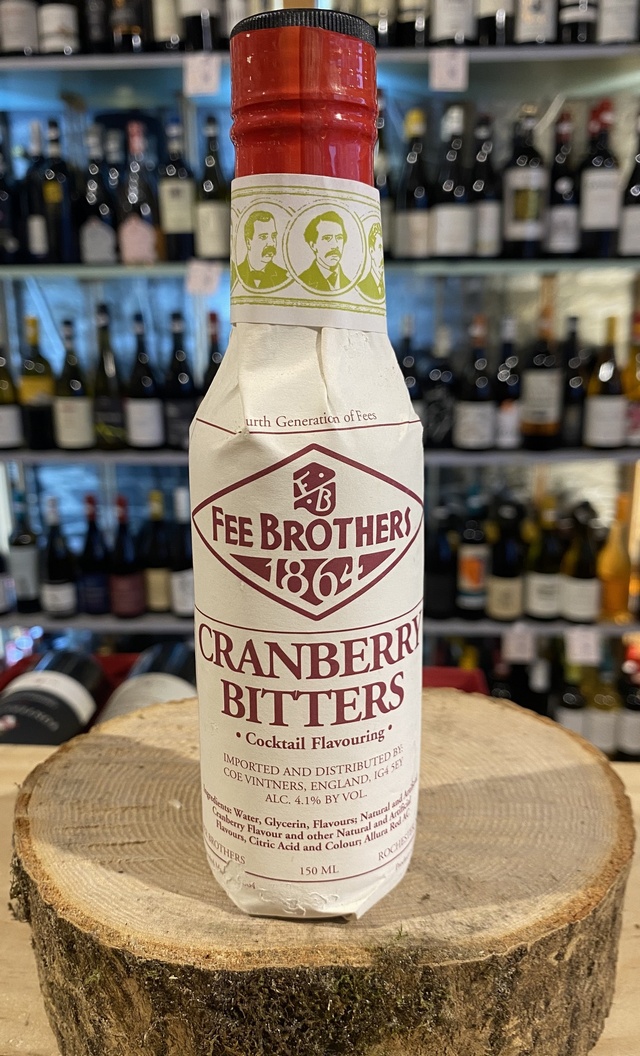 urth Generation of Fees
F
B
FEE BROTHERS
1864
CRANBERRY
BITTERS
• Cocktail Flavouring •
IMPORTED AND DISTRIBUTED BY:
COE VINTNERS, ENGLAND, IG4 5EY
ALC. 4.1% BY VOL.
Ingredients: Water, Glycerin, Flavours; Natural and
Cranberry Flavour and other Natural and Artificial
Flavours, Citric Acid and Colour; Allura Red AC
BROTHERS
150 ML